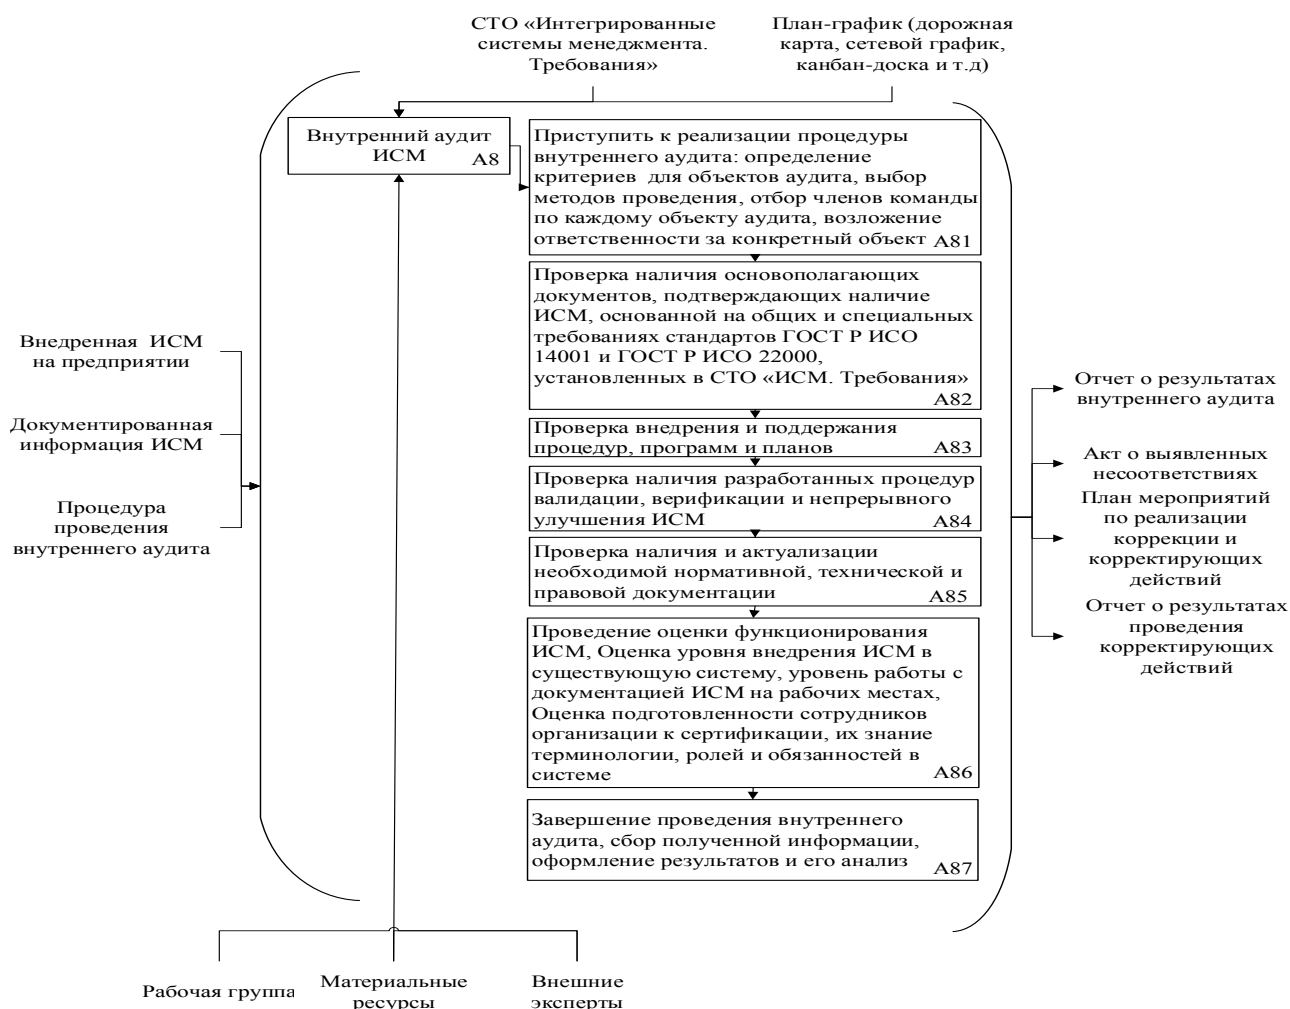 СТО «Интегрированные
системы менеджмента.
Требования»
План-график (дорожная
карта, сетевой график,
канбан-доска и т.д)
Внутренний аудит
ИСМ
А8
Приступить к реализации процедуры
внутреннего аудита: определение
критериев для объектов аудита, выбор
методов проведения, отбор членов команды
по каждому объекту аудита, возложение
ответственности за конкретный объект
А81
Проверка наличия основополагающих
документов, подтверждающих наличие
ИСМ, основанной на общих и специальных
требованиях стандартов ГОСТ Р ИСО
14001 и ГОСТ Р ИСО 22000,
установленных в СТО «ИСМ. Требования»
А82
Проверка внедрения и поддержания
процедур, программ и планов
А83
Проверка наличия разработанных процедур
валидации, верификации и непрерывного
улучшения ИСМ
А84
Проверка наличия и актуализации
необходимой нормативной, технической и
правовой документации
А85
Проведение оценки функционирования
ИСМ, Оценка уровня внедрения ИСМ в
существующую систему, уровень работы с
документацией ИСМ на рабочих местах,
Оценка подготовленности сотрудников
организации к сертификации, их знание
терминологии, ролей и обязанностей в
системе
А86
Завершение проведения внутреннего
аудита, сбор полученной информации,
оформление результатов и его анализ
А87
Внедренная ИСМ
на предприятии
Документированная
информация ИСМ
Процедура
проведения
внутреннего аудита
Отчет о результатах
внутреннего аудита
Акт о выявленных
несоответствиях
План мероприятий
по реализации
коррекции и
корректирующих
действий
Отчет о результатах
проведения
корректирующих
действий
Рабочая группа
Материальные
ресурсы
Внешние
эксперты